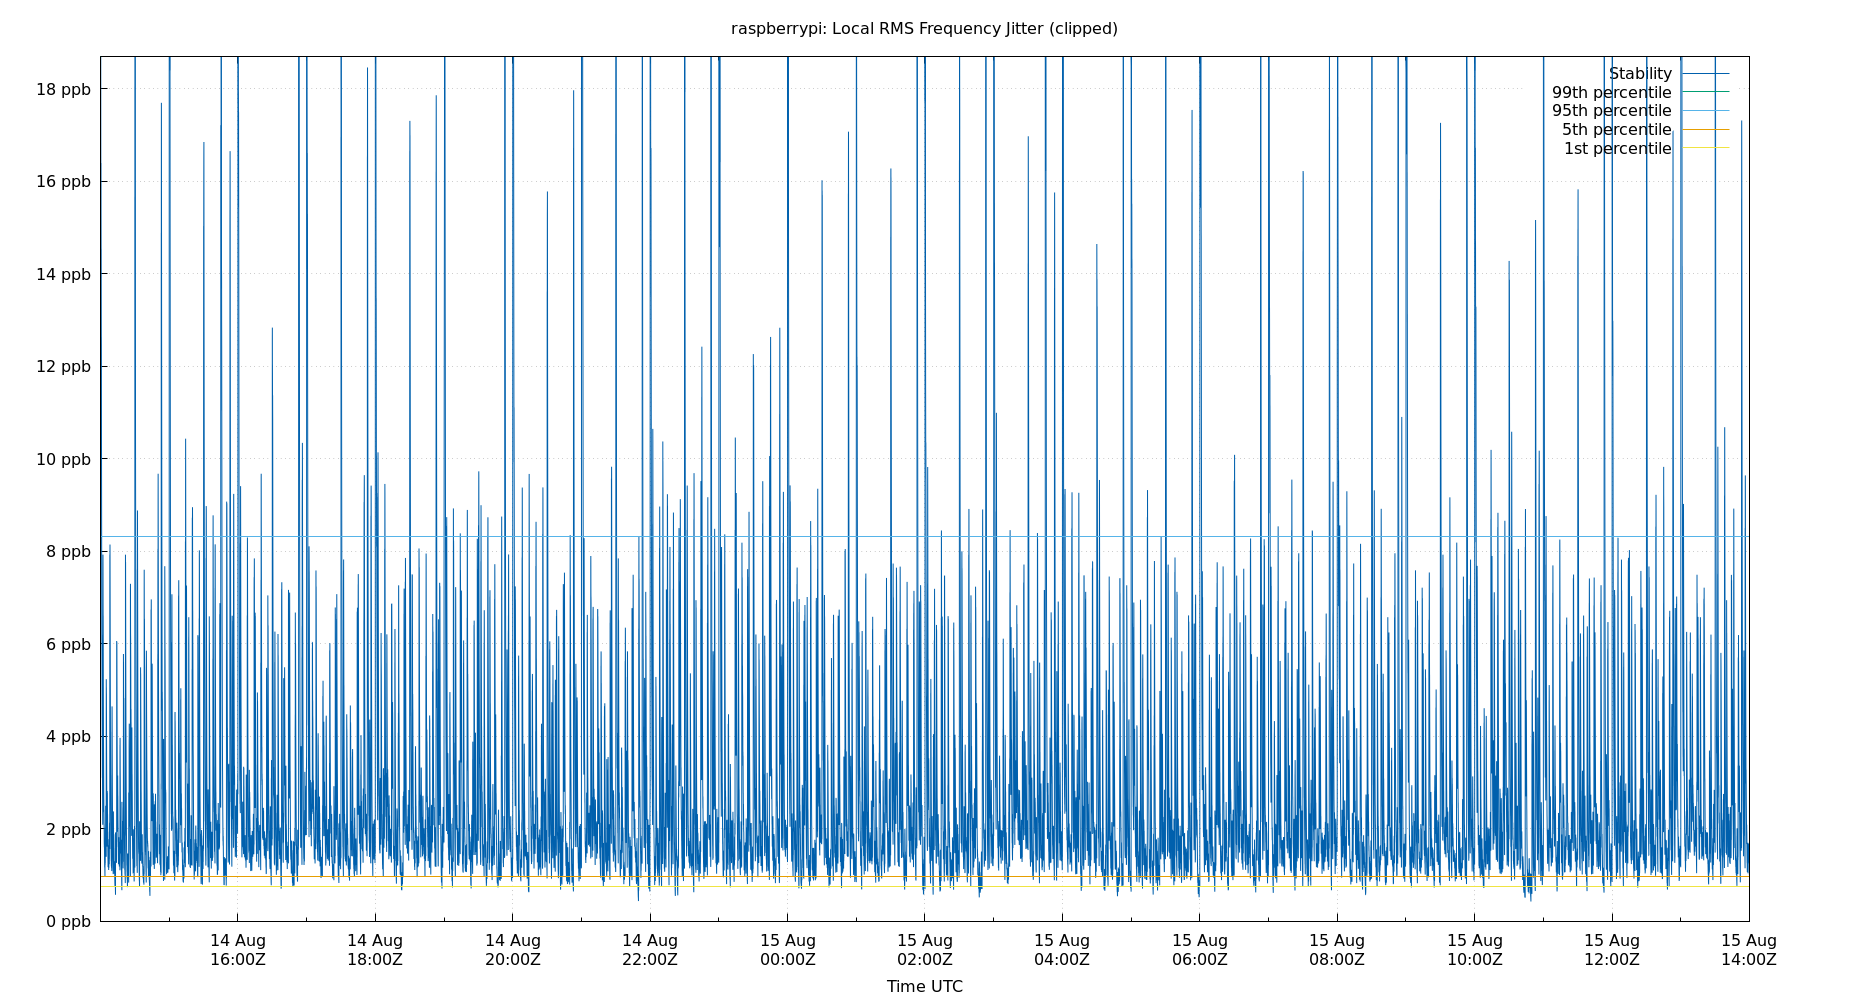 raspberrypi: Local RMS Frequency Jitter (clipped)
18 ppb
16 ppb
14 ppb
12 ppb
10 ppb
8 ppb
6 ppb
4 ppb
2 ppb
0 ppb
Stability
99th percentile
95th percentile
5th percentile
1st percentile
14 Aug 14 Aug 14 Aug 14 Aug 15 Aug 15 Aug 15 Aug 15 Aug 15 Aug 15 Aug 15 Aug 15 Aug
16:00Z 18:00Z 20:00Z 22:00Z 00:00Z 02:00Z 04:00Z 06:00Z 08:00Z 10:00Z 12:00Z 14:00Z
Time UTC